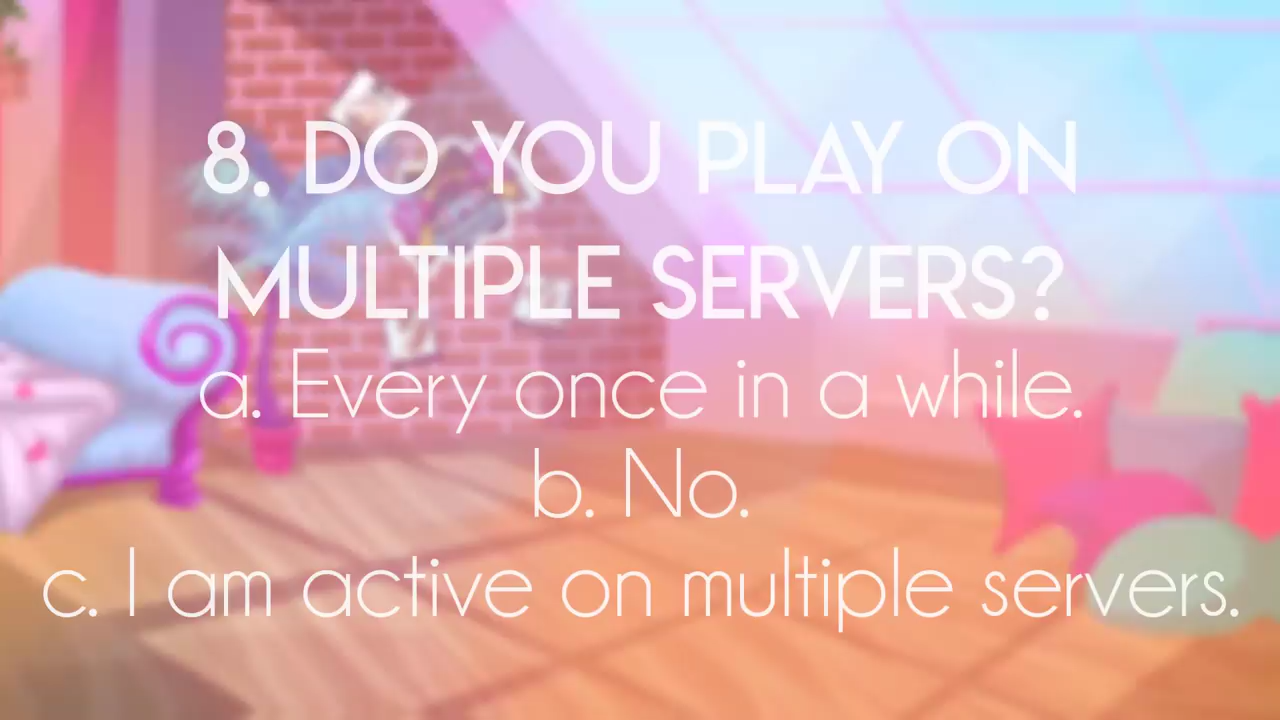 8. DO YOU PLAY ON
MULTIPLE SERVERS?
a. Every once in a while.
b. No.
c. I am active on multiple servers.